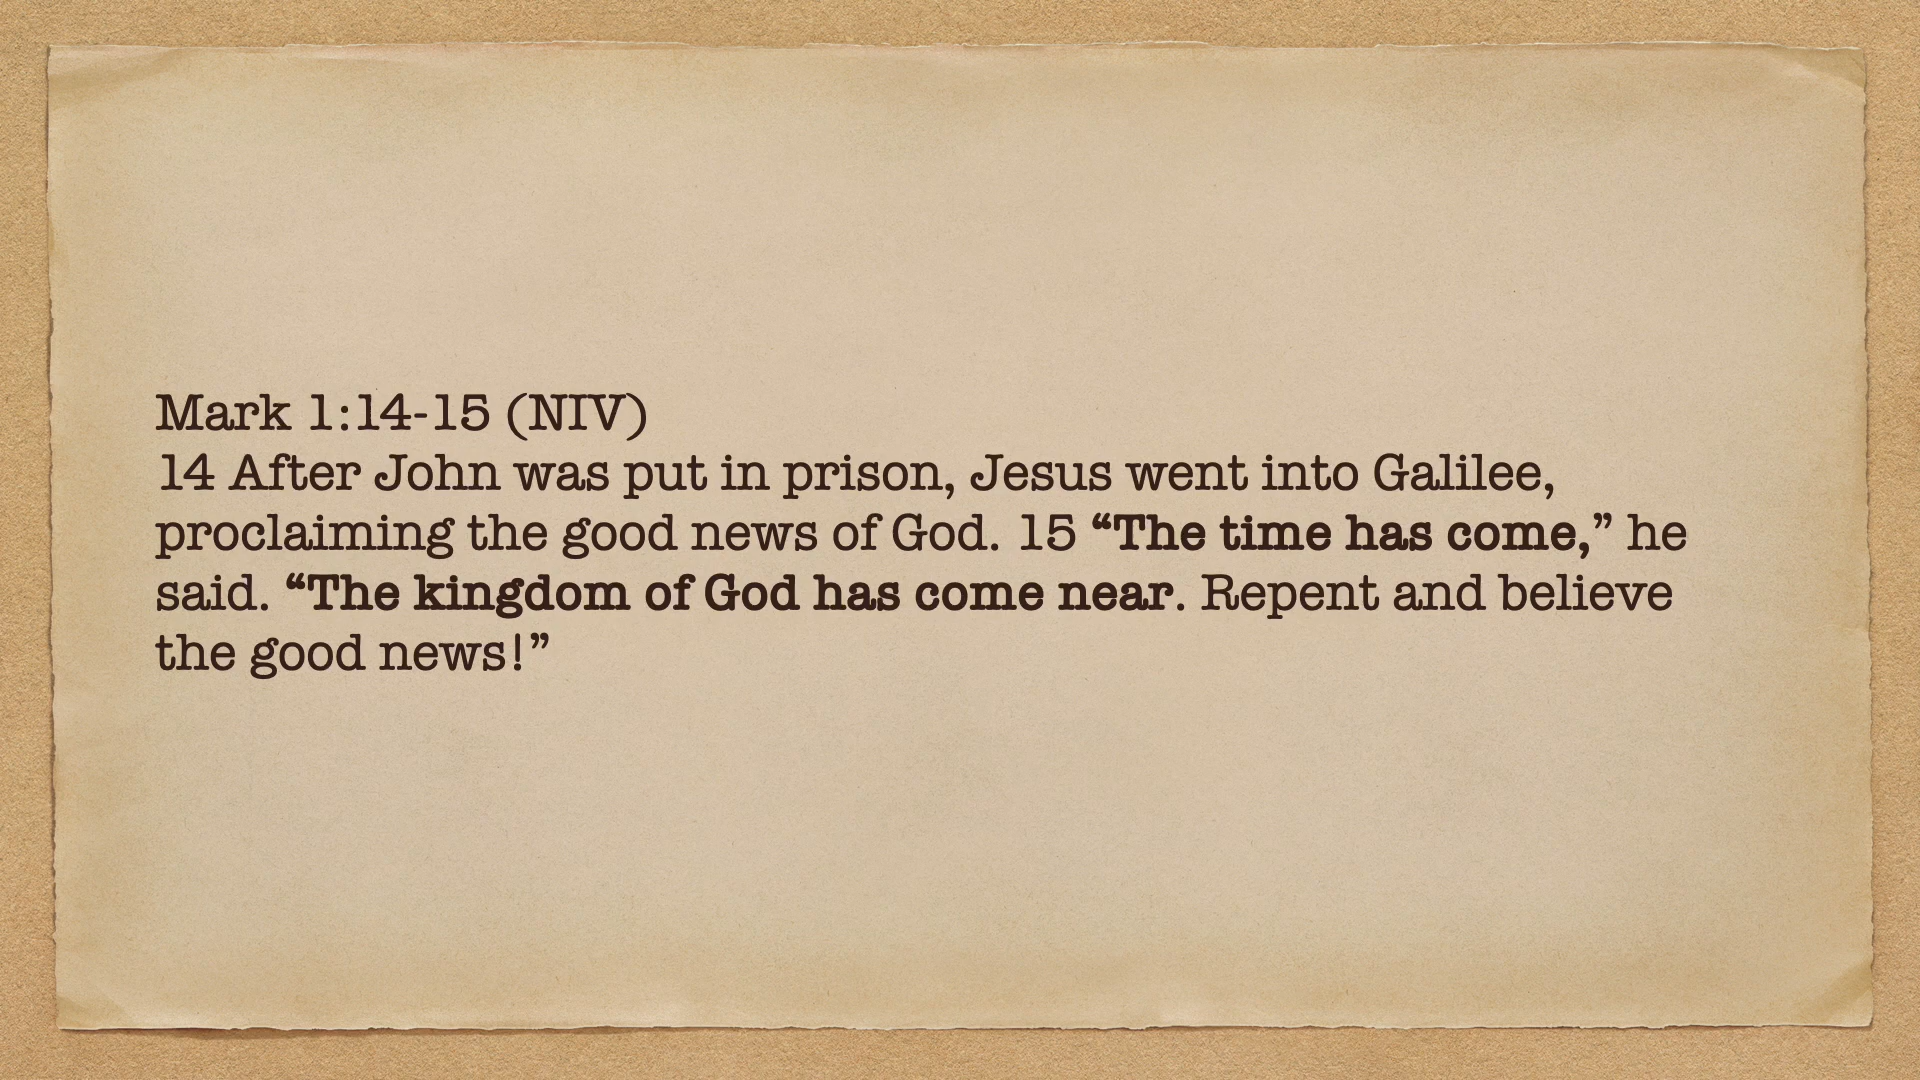 Mark 1:14-15 (NIV)
14 After John was put in prison, Jesus went into Galilee,
proclaiming the good news of God. 15 “The time has come,” he
said. “The kingdom of God has come near. Repent and believe
the good news!”